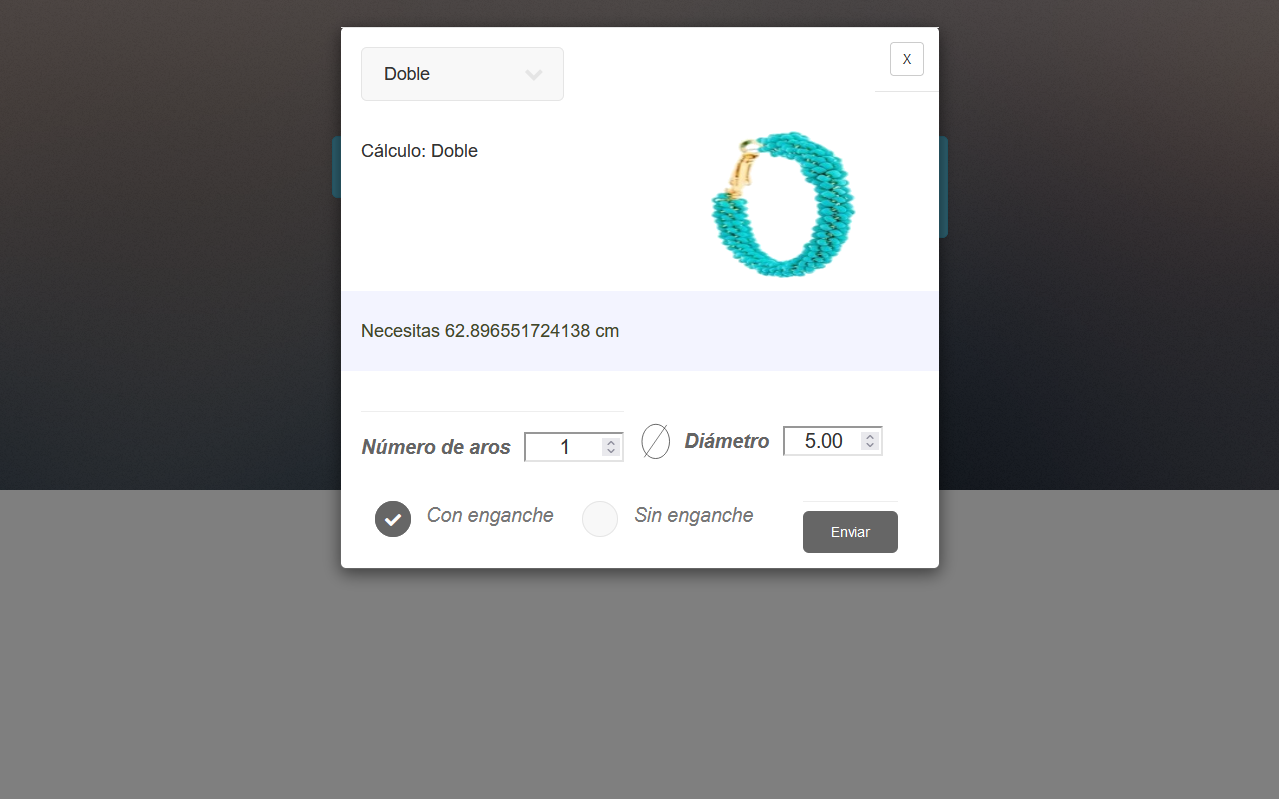 Doble
X
Cálculo: Doble
Necesitas 62.896551724138 cm
Número de aros 1 Diámetro 5.00
Con enganche Sin enganche Enviar